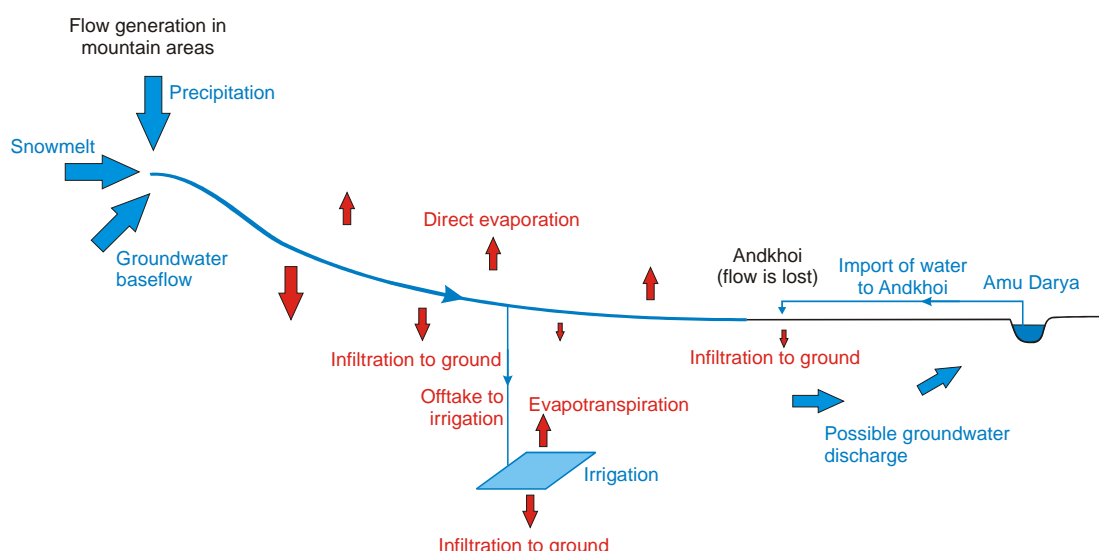 Flow generation in
mountain areas
Precipitation
Snowmelt
Groundwater
baseflow
Direct evaporation
Andkhoi
(flow is lost)
Import of water
to Andkhoi
Amu Darya
Infiltration to ground
Infiltration to ground
Offtake to
irrigation
Evapotranspiration
Possible groundwater
discharge
Irrigation
Infiltration to ground